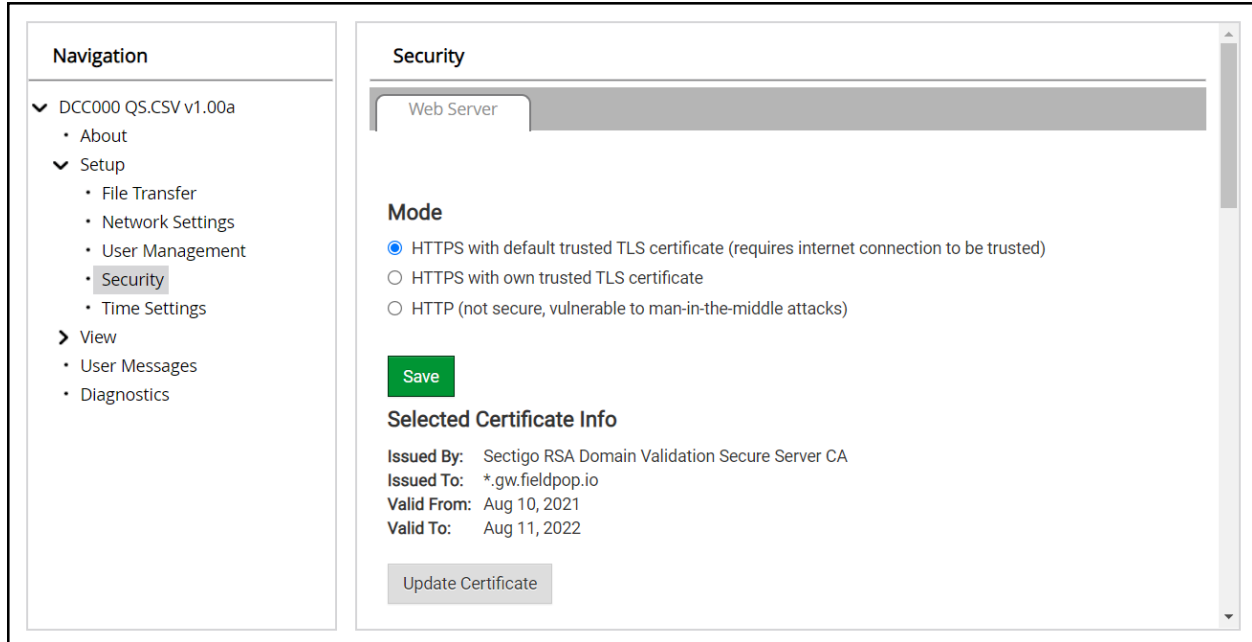 Navigation
DCC000 QS.CSV v1.00a
About
Setup
File Transfer
Network Settings
User Management
Security
Time Settings
View
User Messages
Diagnostics
Security
Web Server
Mode
HTTPS with default trusted TLS certificate (requires internet connection to be trusted)
HTTPS with own trusted TLS certificate
HTTP (not secure, vulnerable to man-in-the-middle attacks)
Save
Selected Certificate Info
Issued By: Sectigo RSA Domain Validation Secure Server CA
Issued To: *.gw.fieldpop.io
Valid From: Aug 10, 2021
Valid To: Aug 11, 2022
Update Certificate